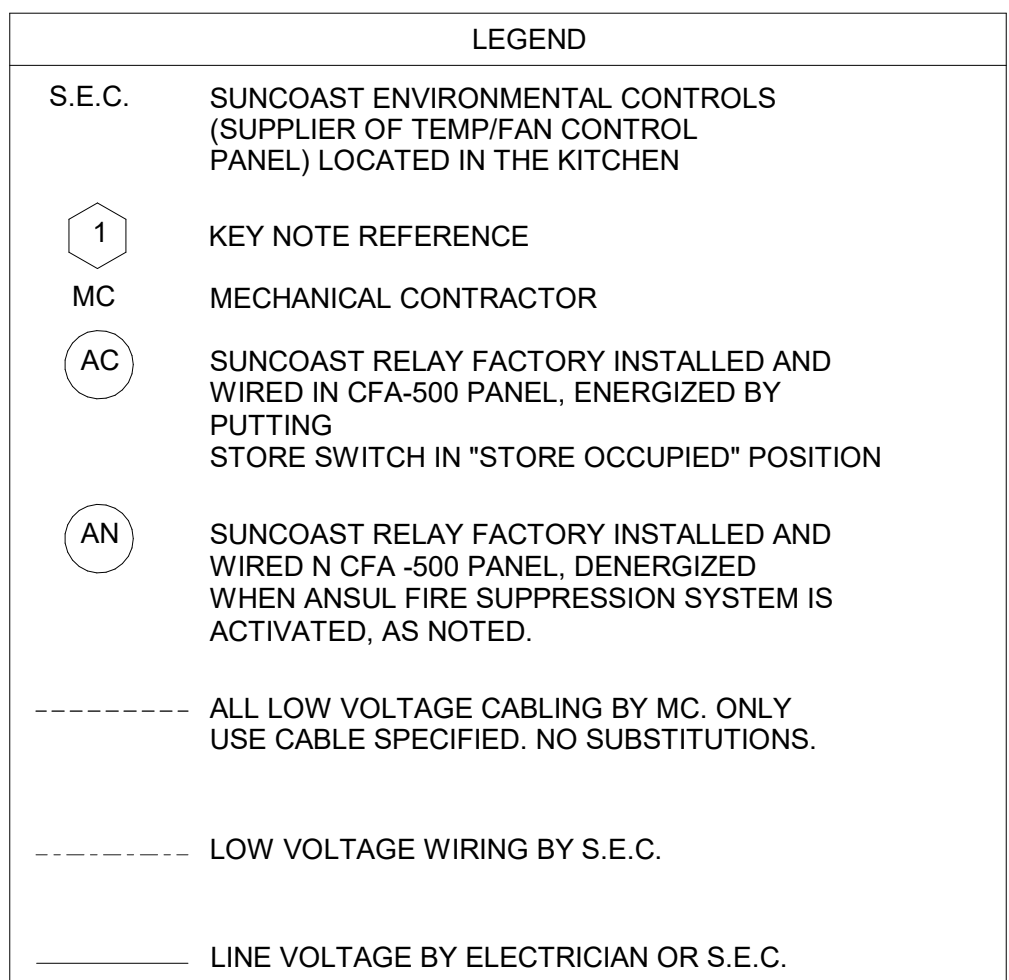 LEGEND
S.E.C. SUNCOAST ENVIRONMENTAL CONTROLS
(SUPPLIER OF TEMP/FAN CONTROL
PANEL) LOCATED IN THE KITCHEN
1 KEY NOTE REFERENCE
MC MECHANICAL CONTRACTOR
AC SUNCOAST RELAY FACTORY INSTALLED AND
WIRED IN CFA-500 PANEL, ENERGIZED BY
PUTTING
STORE SWITCH IN "STORE OCCUPIED" POSITION
AN SUNCOAST RELAY FACTORY INSTALLED AND
WIRED N CFA -500 PANEL, DENERGIZED
WHEN ANSUL FIRE SUPPRESSION SYSTEM IS
ACTIVATED, AS NOTED.
ALL LOW VOLTAGE CABLING BY MC. ONLY
USE CABLE SPECIFIED. NO SUBSTITUTIONS.
LOW VOLTAGE WIRING BY S.E.C.
LINE VOLTAGE BY ELECTRICIAN OR S.E.C.